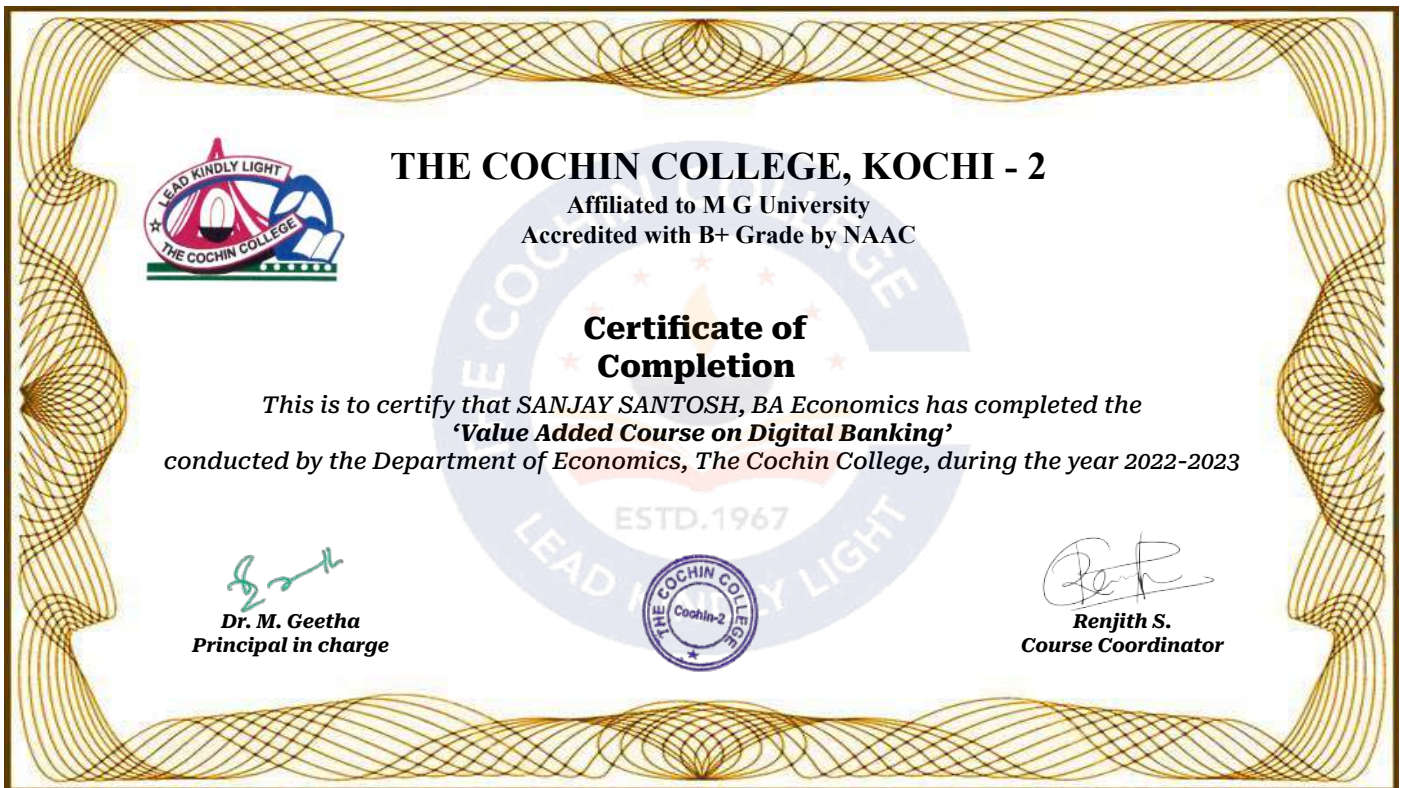 LEAD KINDLY LIGHT
THE COCHIN COLLEGE
THE COCHIN COLLEGE, KOCHI - 2
Affiliated to M G University
Accredited with B+ Grade by NAAC
THE COCHIN COLLEGE
Certificate of
Completion
This is to certify that SANJAY SANTOSH, BA Economics has completed the
‘Value Added Course on Digital Banking’
conducted by the Department of Economics, The Cochin College, during the year 2022-2023
ESTD.1967
LEAD KINDLY LIGHT
Dr. M. Geetha
Principal in charge
THE COCHIN COLLEGE
Cochin-2
Renjith S.
Course Coordinator